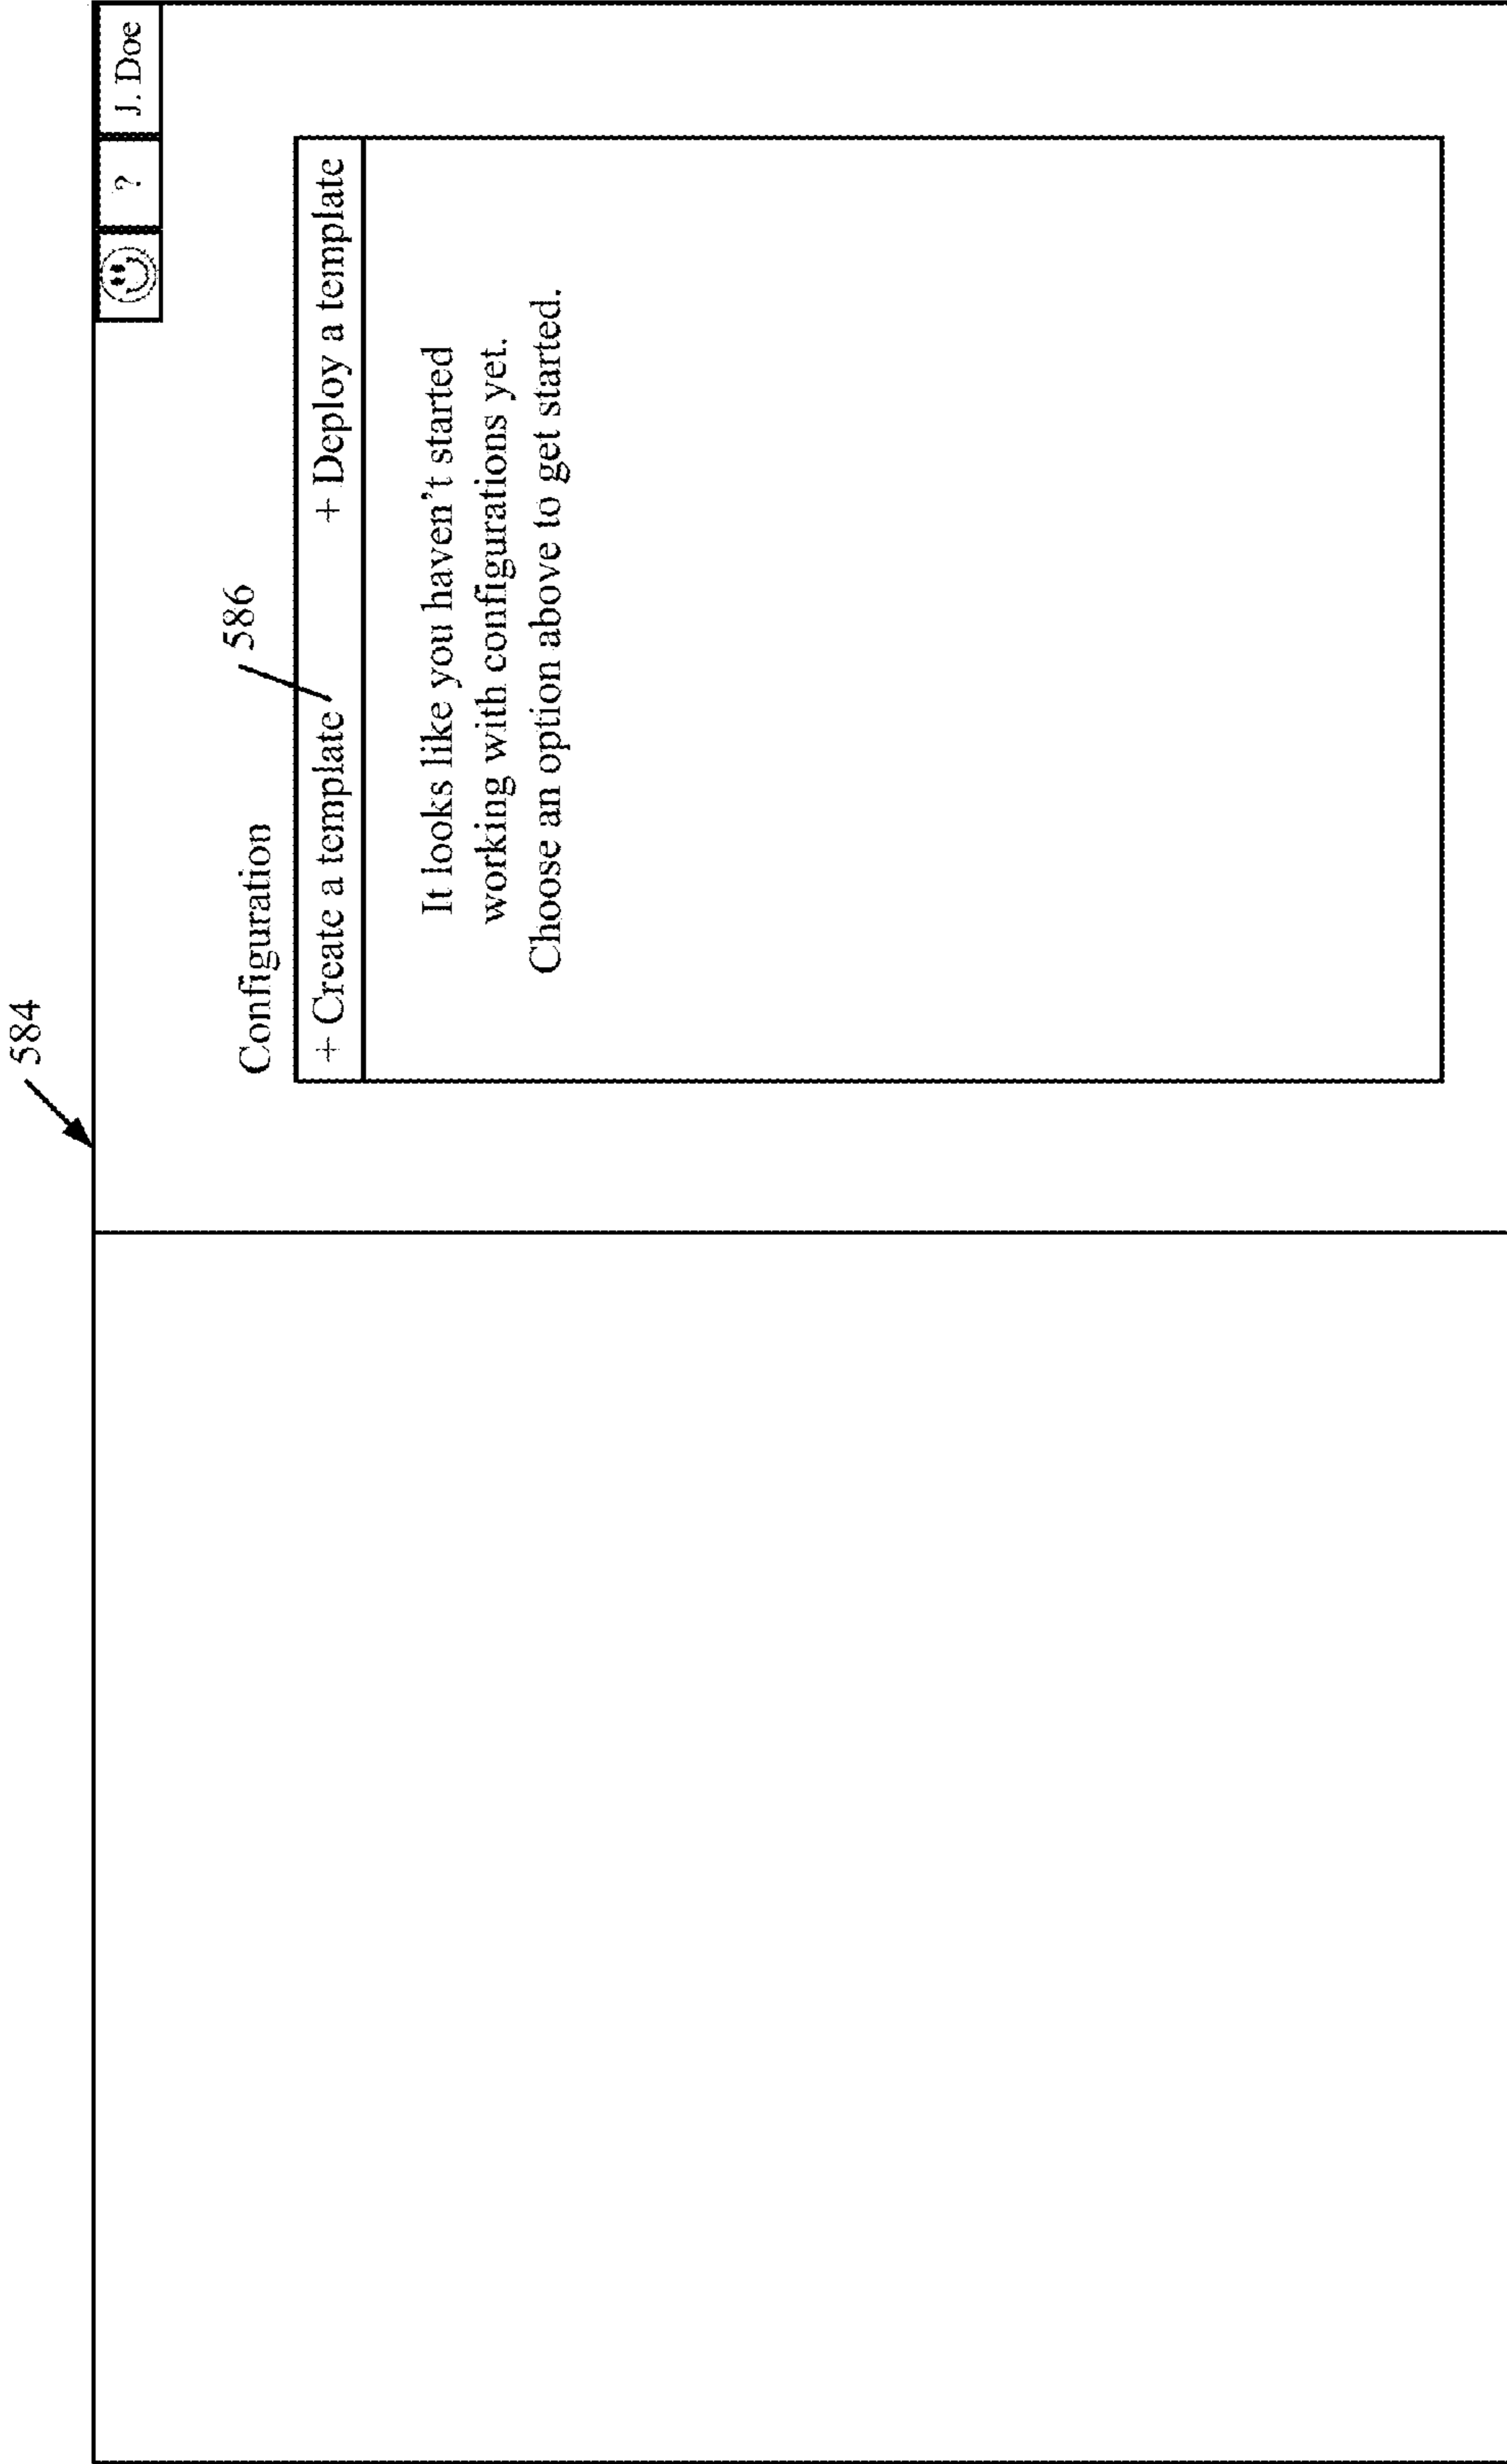 584
? J. Doe
Configuration
586
+ Create a template + Deploy a template
It looks like you haven't started
working with configurations yet.
Choose an option above to get started.